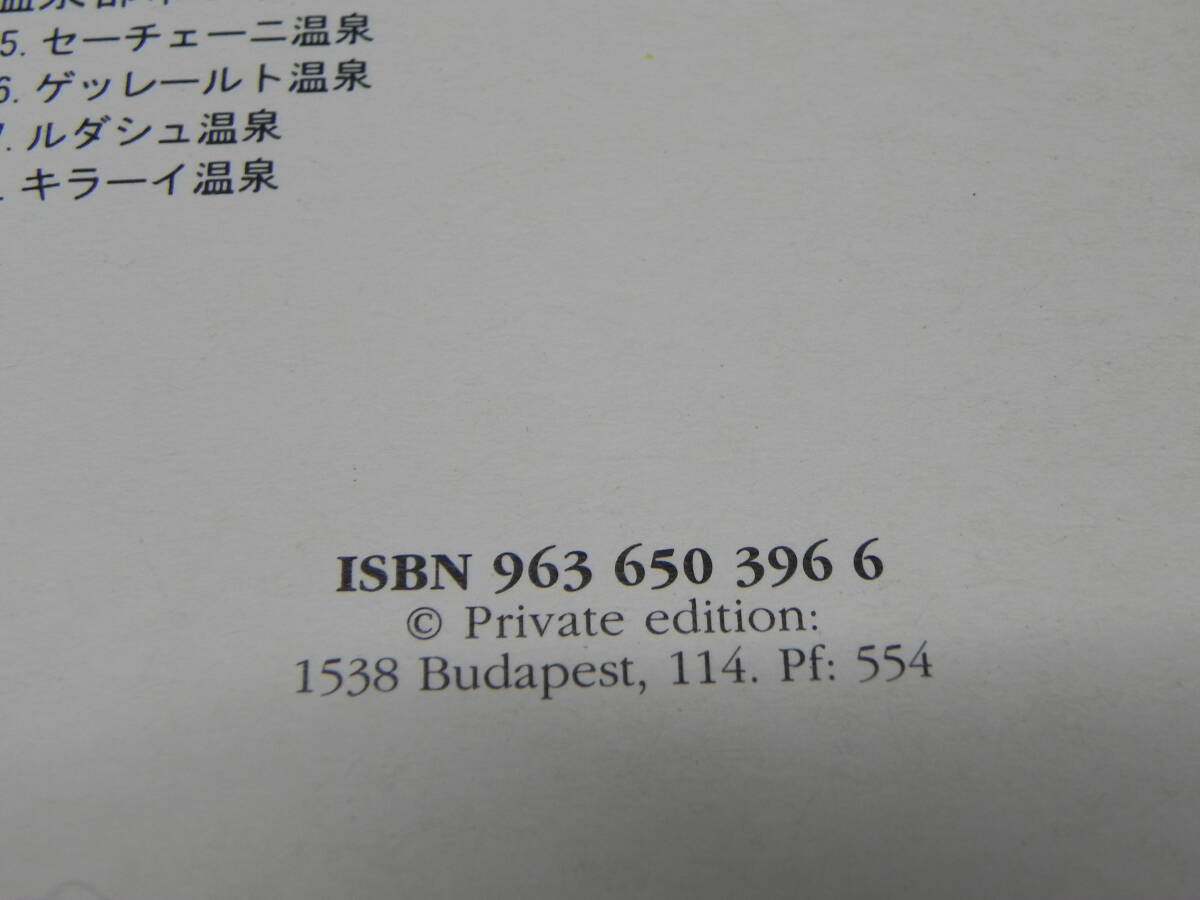 5. セーチェーニ温泉
6. ゲッレールト温泉
7. ルダシュ温泉
. キラーイ温泉
ISBN 963 650 396 6
© Private edition:
1538 Budapest, 114. Pf: 554